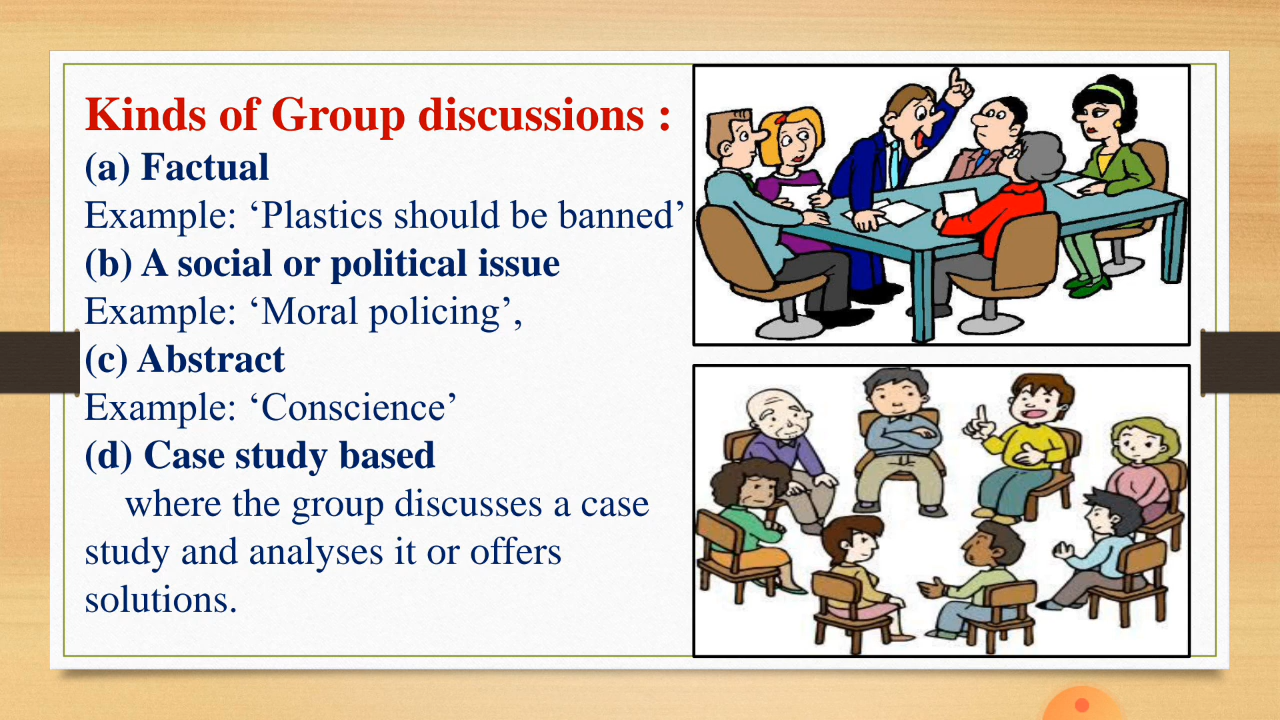 Kinds of Group discussions :
(a) Factual
Example: ‘Plastics should be banned’
(b) A social or political issue
Example: ‘Moral policing’,
(c) Abstract
Example: ‘Conscience’
(d) Case study based
where the group discusses a case
study and analyses it or offers
solutions.